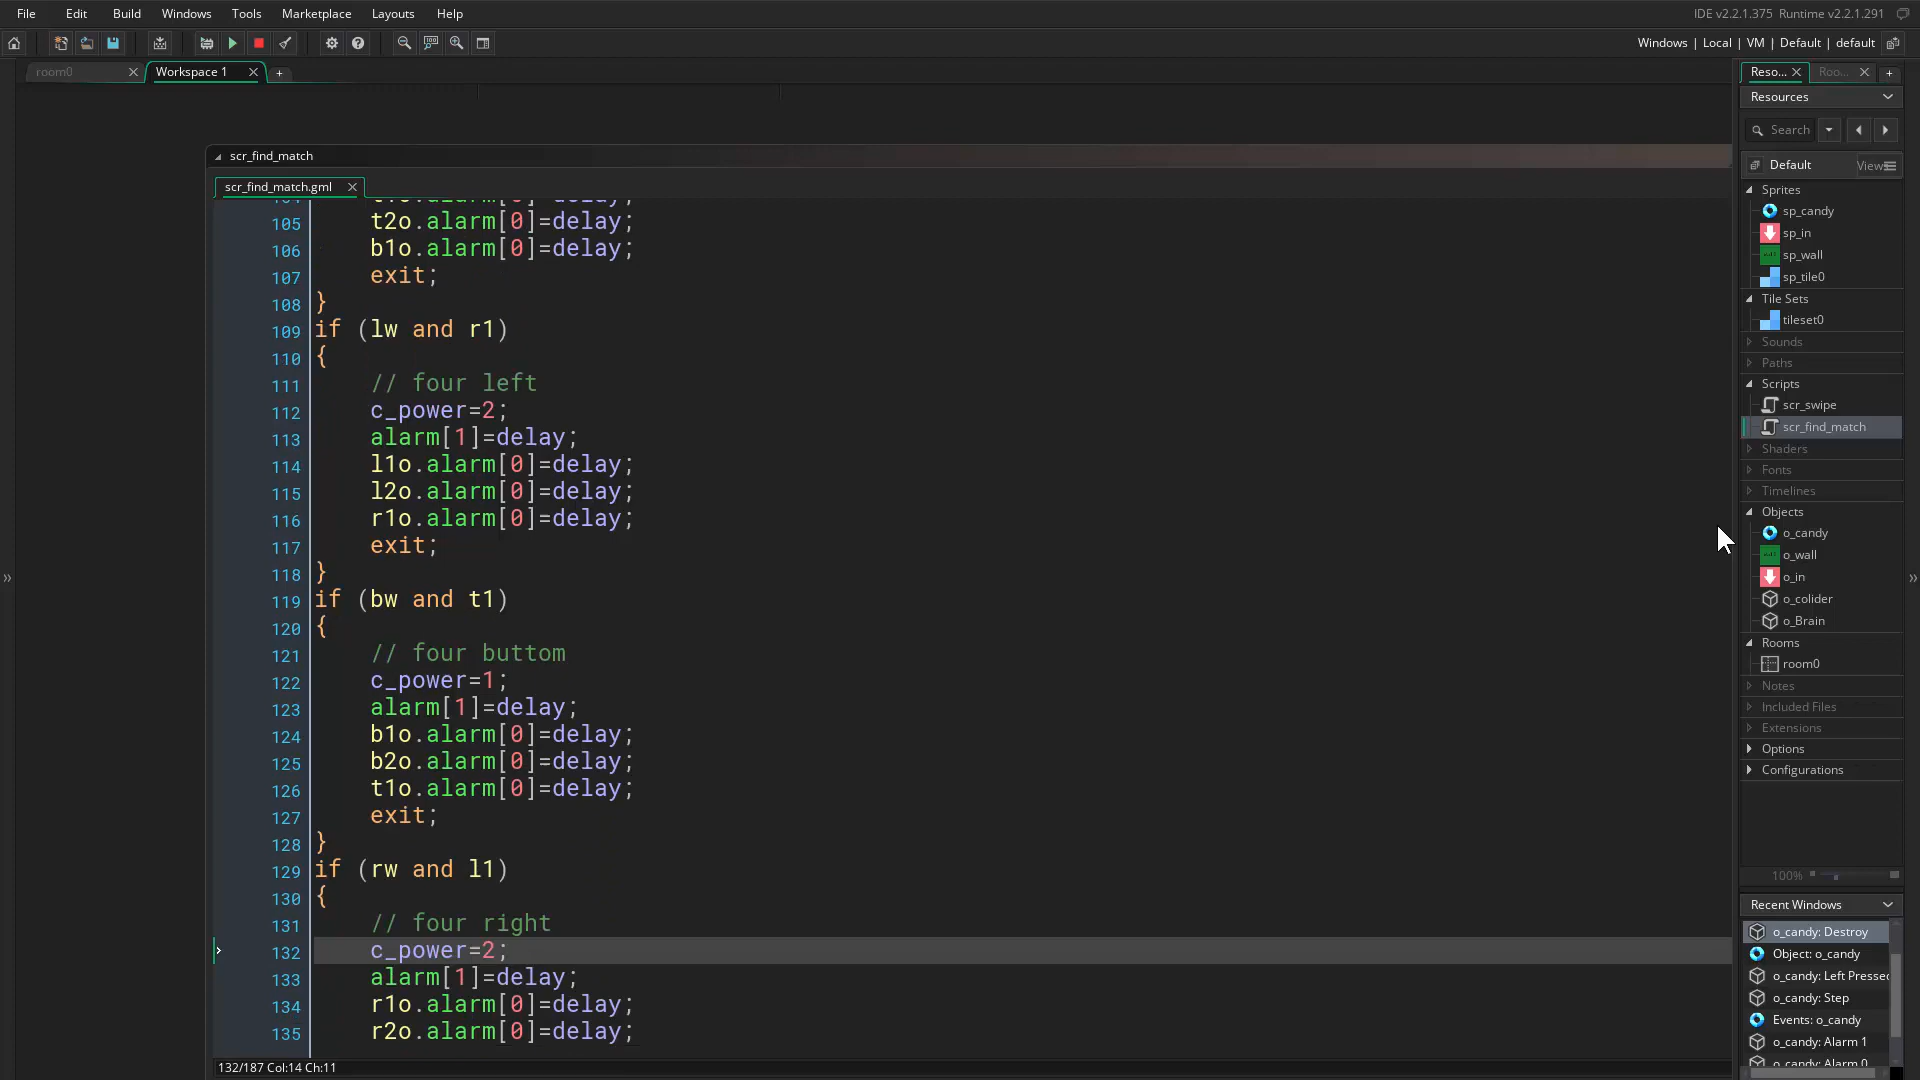 File Edit Build Windows Tools Marketplace Layouts Help IDE v2.2.1.375 Runtime v2.2.1.291
Windows | Local | VM | Default | default
room0 Workspace 1
Reso... Roo...
Resources
Search
Default View
scr_find_match
scr_find_match.gml
105 t2o.alarm[0]=delay;
106 b1o.alarm[0]=delay;
107 exit;
108 }
109 if (lw and r1)
110 {
111 // four left
112 c_power=2;
113 alarm[1]=delay;
114 l1o.alarm[0]=delay;
115 l2o.alarm[0]=delay;
116 r1o.alarm[0]=delay;
117 exit;
118 }
119 if (bw and t1)
120 {
121 // four buttom
122 c_power=1;
123 alarm[1]=delay;
124 b1o.alarm[0]=delay;
125 b2o.alarm[0]=delay;
126 t1o.alarm[0]=delay;
127 exit;
128 }
129 if (rw and l1)
130 {
131 // four right
132 c_power=2;
133 alarm[1]=delay;
134 r1o.alarm[0]=delay;
135 r2o.alarm[0]=delay;
132/187 Col:14 Ch:11
Sprites
sp_candy
sp_in
sp_wall
sp_tile0
Tile Sets
tileset0
Sounds
Paths
Scripts
scr_swipe
scr_find_match
Shaders
Fonts
Timelines
Objects
o_candy
o_wall
o_in
o_colider
o_Brain
Rooms
room0
Notes
Included Files
Extensions
Options
Configurations
100%
Recent Windows
o_candy: Destroy
Object: o_candy
o_candy: Left Pressed
o_candy: Step
Events: o_candy
o_candy: Alarm 1
o_candy: Alarm 0